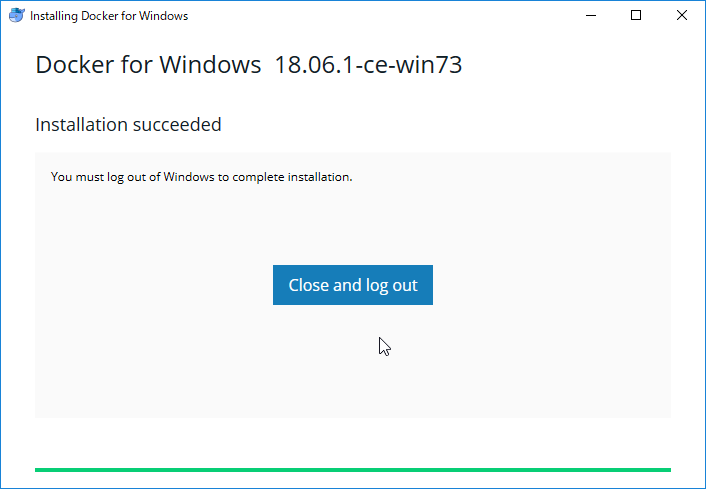 Installing Docker for Windows
Docker for Windows 18.06.1-ce-win73
Installation succeeded
You must log out of Windows to complete installation.
Close and log out